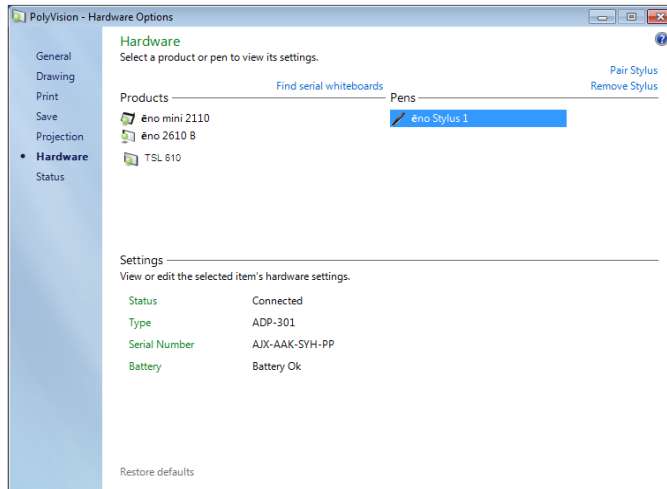 PolyVision - Hardware Options
General
Drawing
Print
Save
Projection
• Hardware
Status
Hardware
Select a product or pen to view its settings.
Pair Stylus
Find serial whiteboards
Remove Stylus
Products
Pens
ēno mini 2110
ēno Stylus 1
ēno 2610 B
TSL 610
Settings
View or edit the selected item's hardware settings.
Status Connected
Type ADP-301
Serial Number AJX-AAK-SYH-PP
Battery Battery Ok
Restore defaults